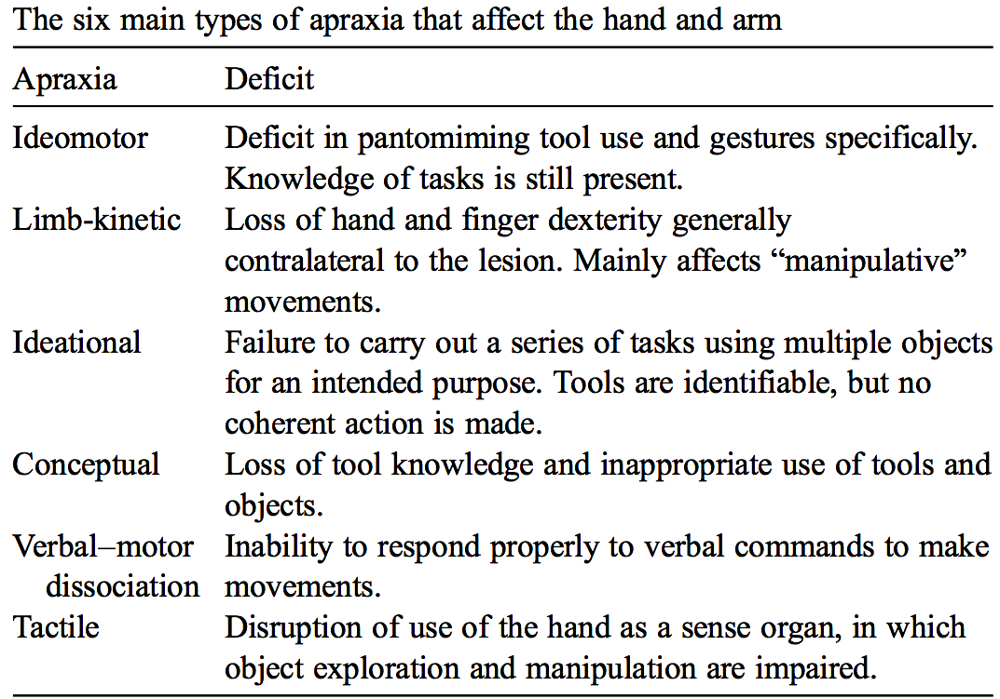 The six main types of apraxia that affect the hand and arm
Apraxia Deficit
Ideomotor Deficit in pantomiming tool use and gestures specifically.
Knowledge of tasks is still present.
Limb-kinetic Loss of hand and finger dexterity generally
contralateral to the lesion. Mainly affects “manipulative”
movements.
Ideational Failure to carry out a series of tasks using multiple objects
for an intended purpose. Tools are identifiable, but no
coherent action is made.
Conceptual Loss of tool knowledge and inappropriate use of tools and
objects.
Verbal–motor Inability to respond properly to verbal commands to make
dissociation movements.
Tactile Disruption of use of the hand as a sense organ, in which
object exploration and manipulation are impaired.